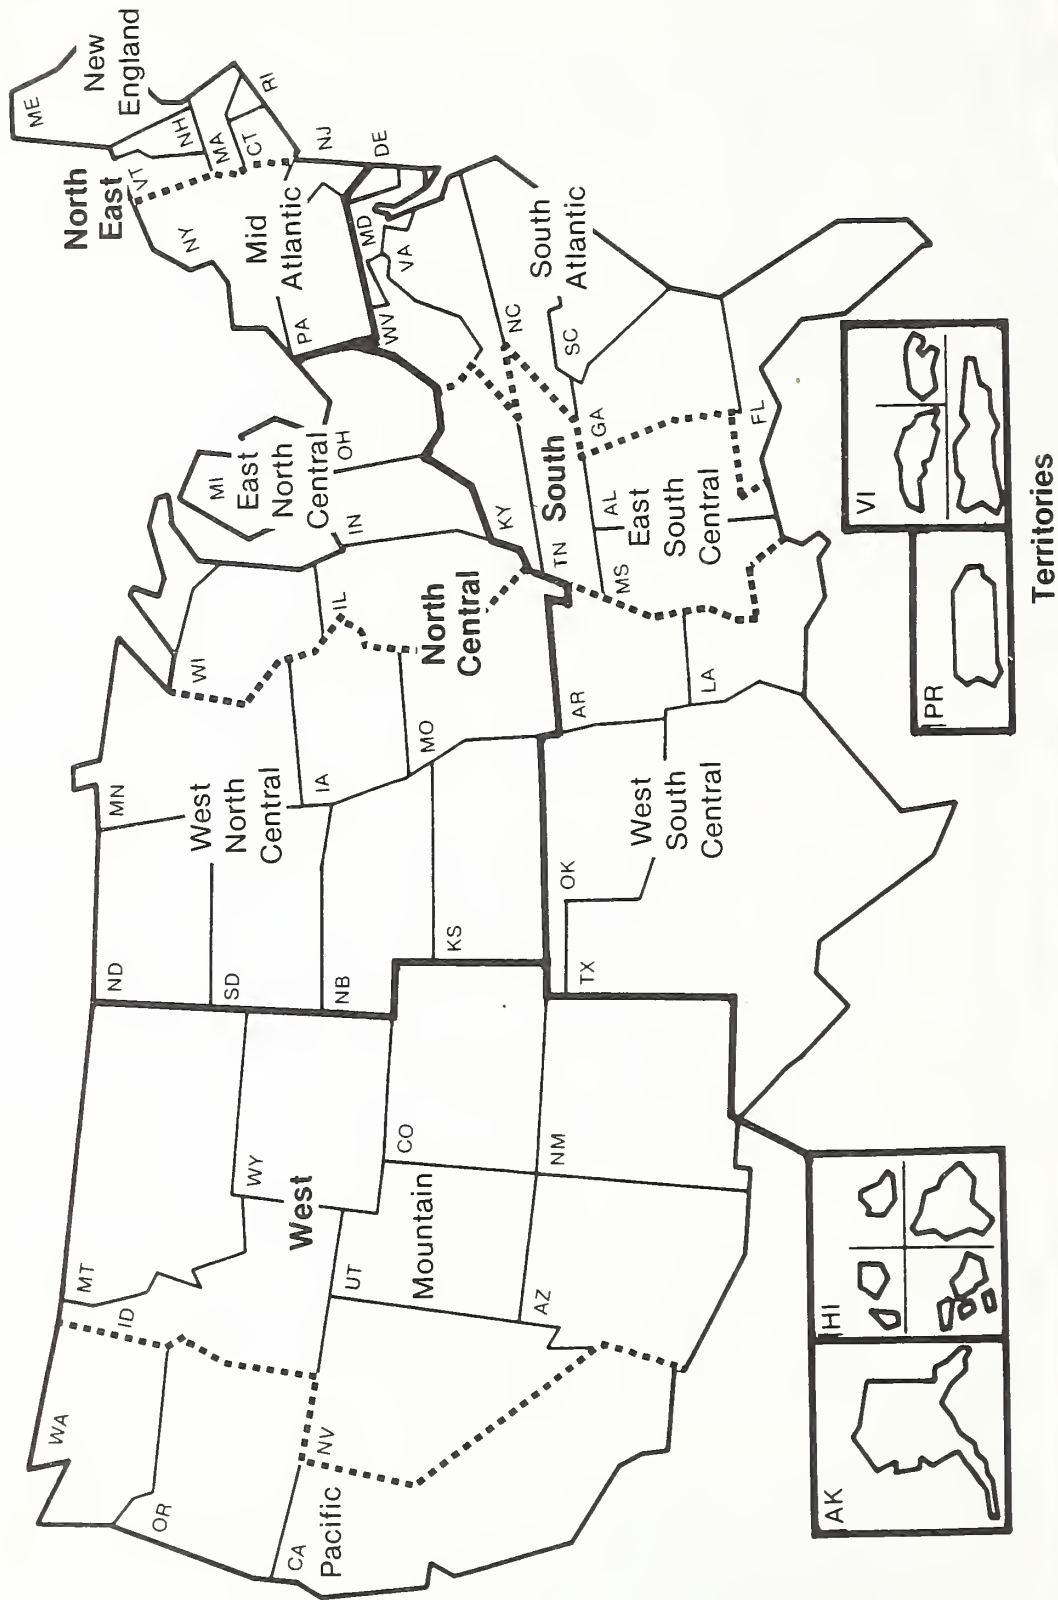 WA
OR
CA
Pacific
NV
ID
MT
WY
West
UT
Mountain
CO
AZ
NM
ND
SD
NB
KS
MN
West
North
Central
IA
MO
WI
IL
North
Central
MI
East
North
Central
IN
OH
TX
OK
West
South
Central
AR
LA
KY
TN
South
MS
AL
East
South
Central
GA
FL
SC
NC
South
Atlantic
VA
WV
MD
DE
NJ
PA
NY
Mid
Atlantic
North
East
VT
NH
MA
CT
RI
ME
New
England
AK
HI
PR
VI
Territories